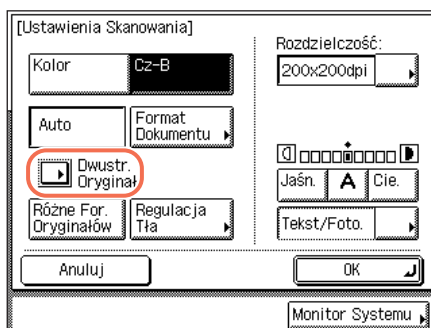 [Ustawienia Skanowania]
Rozdzielczość:
Kolor
Cz-B
200x200dpi
Auto
Format
Dokumentu
Dwustr.
Oryginał
Jaśn.
A
Cie.
Różne For.
Oryginałów
Regulacja
Tła
Tekst/Foto.
Anuluj
OK
Monitor Systemu